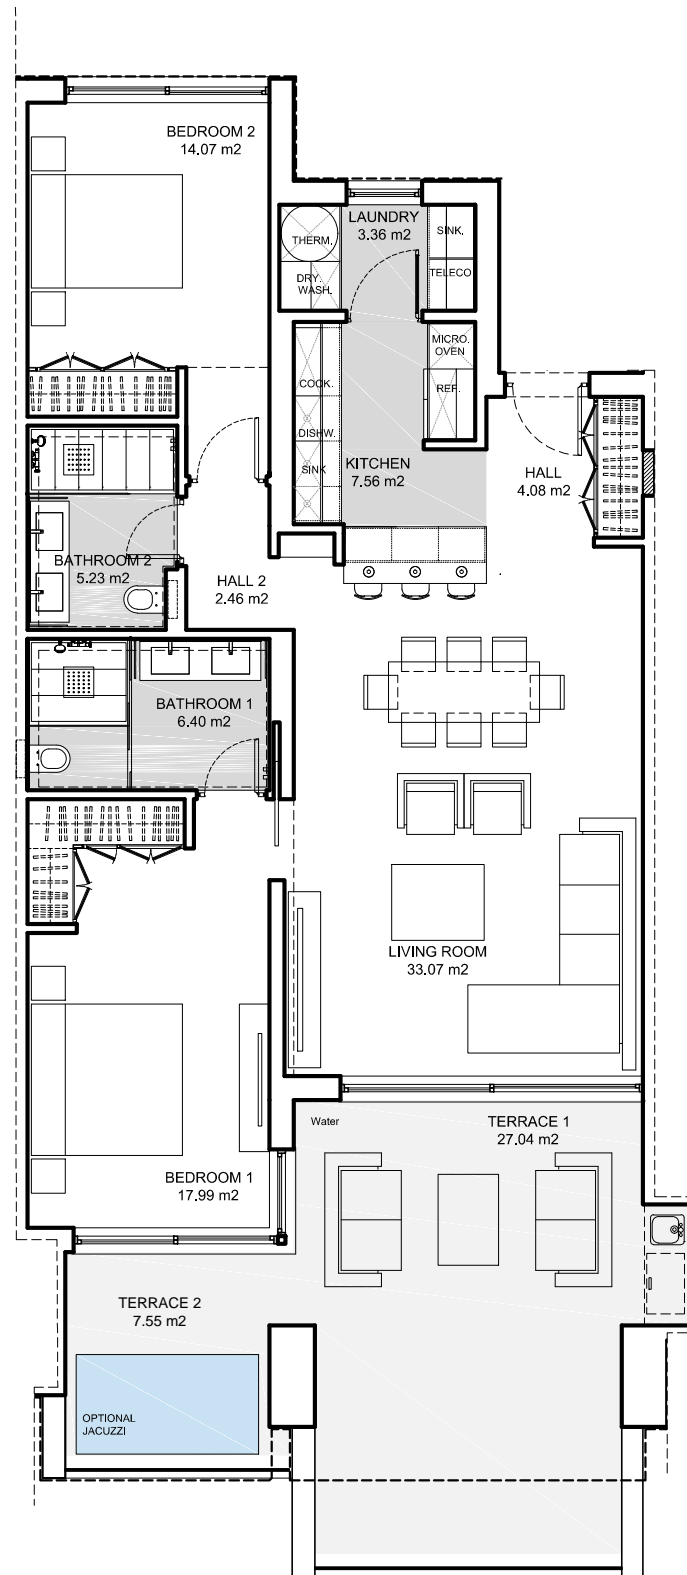 BEDROOM 2
14.07 m2
LAUNDRY
3.36 m2
THERM.
SINK.
DRY.
WASH.
TELECO
MICRO.
OVEN
COOK.
REF.
DISHW.
KITCHEN
7.56 m2
SINK
HALL
4.08 m2
BATHROOM 2
5.23 m2
HALL 2
2.46 m2
BATHROOM 1
6.40 m2
LIVING ROOM
33.07 m2
Water
TERRACE 1
27.04 m2
BEDROOM 1
17.99 m2
TERRACE 2
7.55 m2
OPTIONAL
JACUZZI